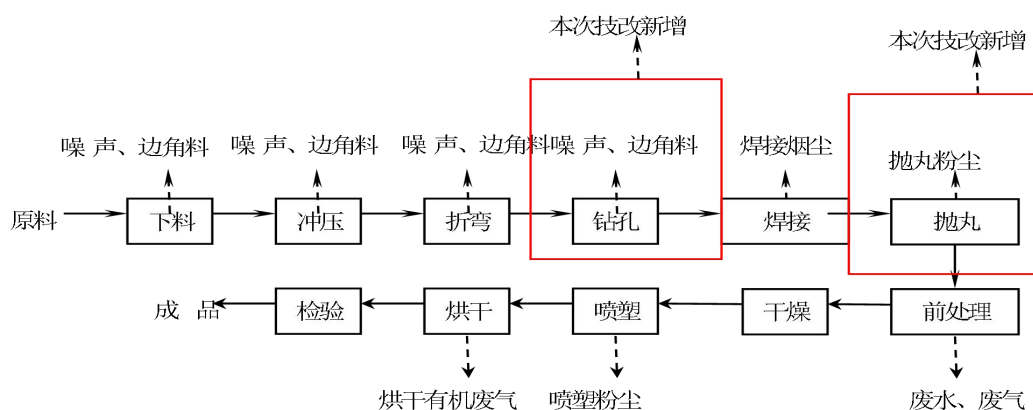 本次技改新增
本次技改新增
噪 声、边角料
噪 声、边角料
噪 声、边角料
噪 声、边角料
焊接烟尘
抛丸粉尘
原料
下料
冲压
折弯
钻孔
焊接
抛丸
成 品
检验
烘干
喷塑
干燥
前处理
烘干有机废气
喷塑粉尘
废水、废气